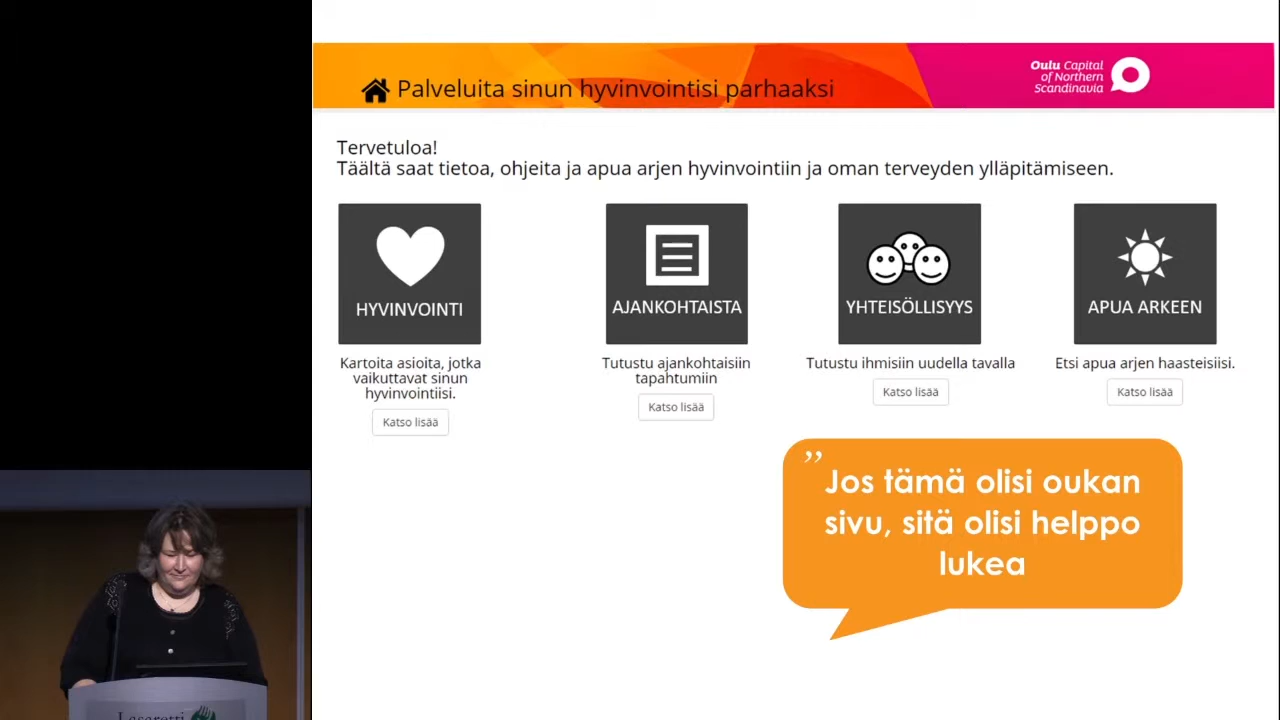 Palveluita sinun hyvinvointisi parhaaksi
Oulu Capital
of Northern
Scandinavia
Tervetuloa!
Täältä saat tietoa, ohjeita ja apua arjen hyvinvointiin ja oman terveyden ylläpitämiseen.
HYVINVOINTI
Kartoita asioita, jotka
vaikuttavat sinun
hyvinvointiisi.
Katso lisää
AJANKOHTAISTA
Tutustu ajankohtaisiin
tapahtumiin
Katso lisää
YHTEISÖLLISYYS
Tutustu ihmisiin uudella tavalla
Katso lisää
APUA ARKEEN
Etsi apua arjen haasteisiisi.
Katso lisää
”Jos tämä olisi oukan
sivu, sitä olisi helppo
lukea
Lasaretti